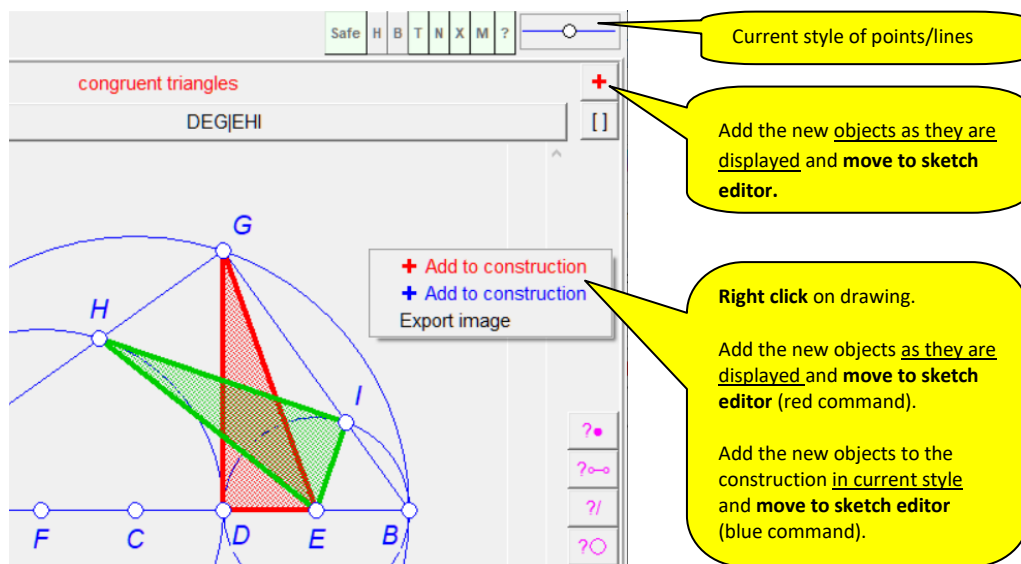 Safe H B T N X M ?
Current style of points/lines
congruent triangles
+
DEG|EHI
[ ]
Add the new objects as they are
displayed and move to sketch
editor.
G
+ Add to construction
+ Add to construction
Export image
H
I
Right click on drawing.
Add the new objects as they are
displayed and move to sketch
editor (red command).
Add the new objects to the
construction in current style
and move to sketch editor
(blue command).
?
?
?/
?
F C D E B